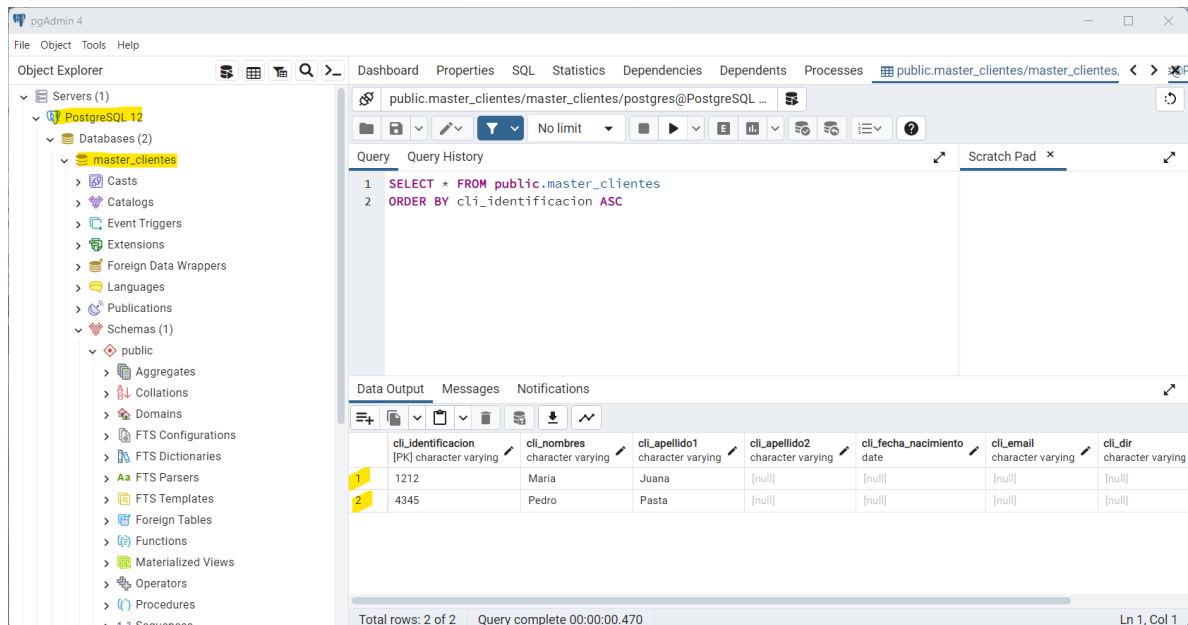 pgAdmin 4
File Object Tools Help
Object Explorer
Servers (1)
PostgreSQL 12
Databases (2)
master_clientes
Casts
Catalogs
Event Triggers
Extensions
Foreign Data Wrappers
Languages
Publications
Schemas (1)
public
Aggregates
Collations
Domains
FTS Configurations
FTS Dictionaries
Aa FTS Parsers
FTS Templates
Foreign Tables
Functions
Materialized Views
Operators
Procedures
Dashboard Properties SQL Statistics Dependencies Dependents Processes public.master_clientes/master_clientes,
public.master_clientes/master_clientes/postgres@PostgreSQL ...
No limit
Query Query History
Scratch Pad
1 SELECT * FROM public.master_clientes
2 ORDER BY cli_identificacion ASC
Data Output Messages Notifications
cli_identificacion cli_nombres cli_apellido1 cli_apellido2 cli_fecha_nacimiento cli_email cli_dir
[PK] character varying character varying character varying character varying date character varying character varying
1 1212 Maria Juana [null] [null] [null] [null]
2 4345 Pedro Pasta [null] [null] [null] [null]
Total rows: 2 of 2 Query complete 00:00:00.470 Ln 1, Col 1